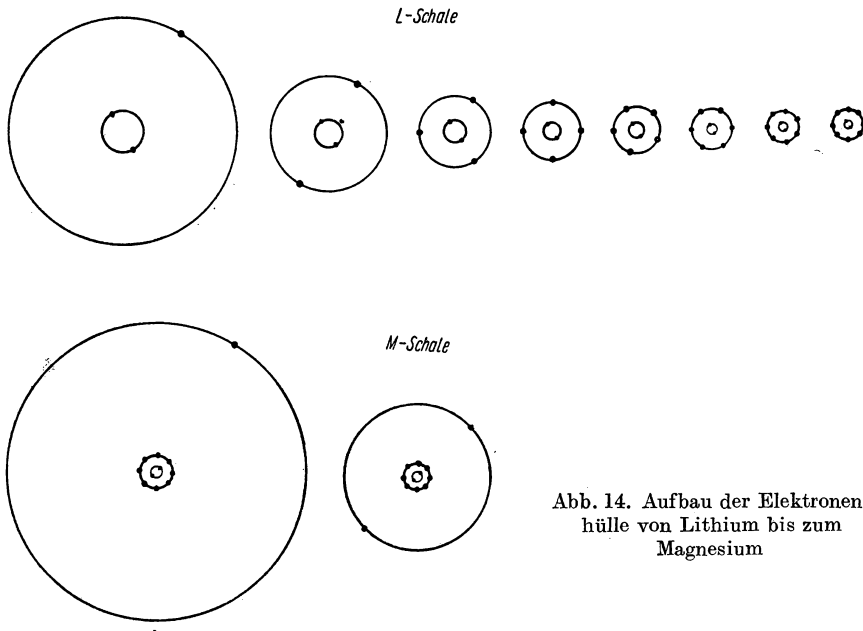 L-Schale
M-Schale
Abb. 14. Aufbau der Elektronen
hülle von Lithium bis zum
Magnesium